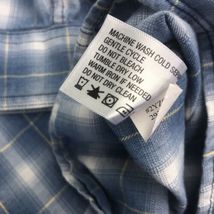 MACHINE WASH COLD
GENTLE CYCLE
DO NOT BLEACH
TUMBLE DRY LOW
WARM IRON IF NEEDED
DO NOT DRY CLEAN